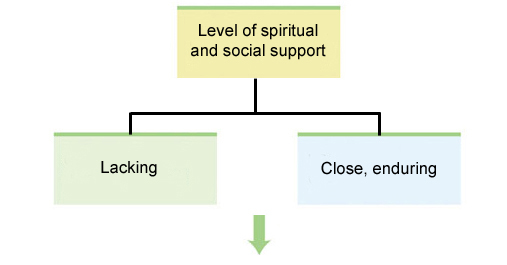 Level of spiritual
and social support
Lacking
Close, enduring